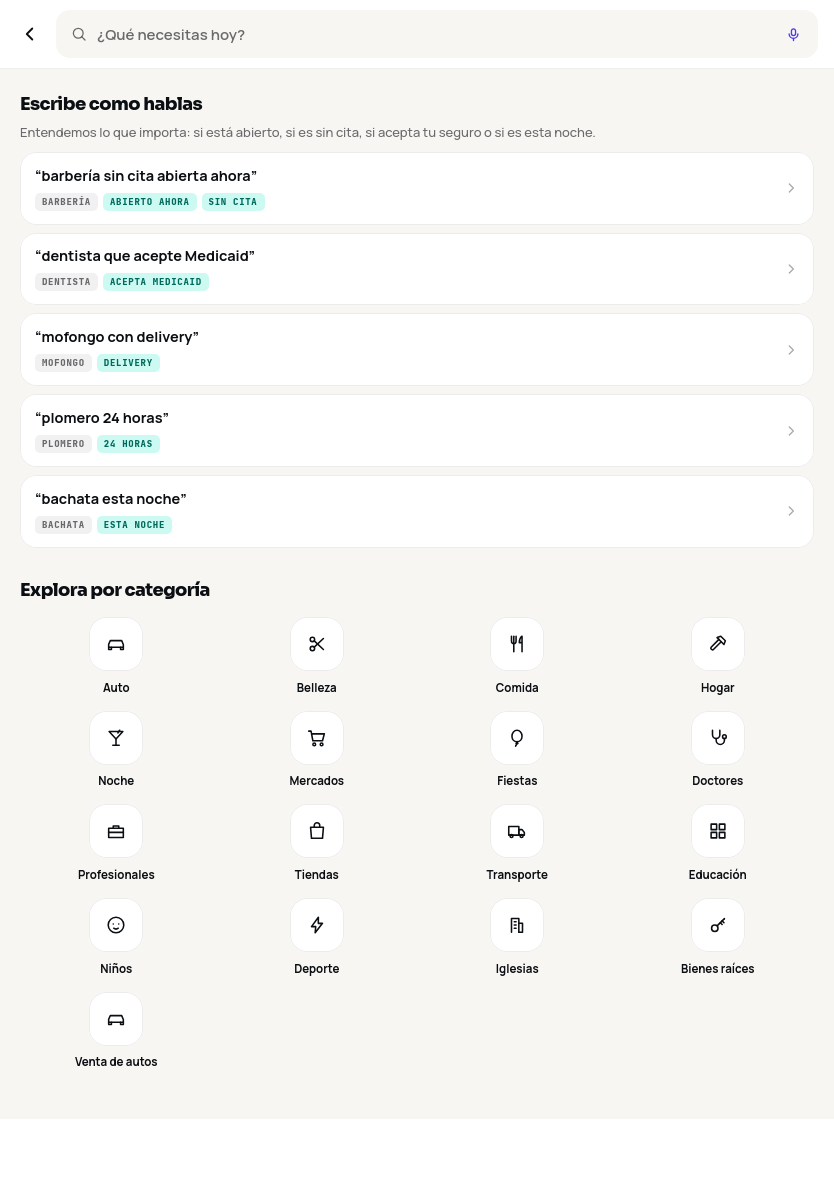 ¿Qué necesitas hoy?
Escribe como hablas
Entendemos lo que importa: si está abierto, si es sin cita, si acepta tu seguro o si es esta noche.
“barbería sin cita abierta ahora”
BARBERÍA ABIERTO AHORA SIN CITA
“dentista que acepte Medicaid”
DENTISTA ACEPTA MEDICAID
“mofongo con delivery”
MOFONGO DELIVERY
“plomero 24 horas”
PLOMERO 24 HORAS
“bachata esta noche”
BACHATA ESTA NOCHE
Explora por categoría
Auto Belleza Comida Hogar
Noche Mercados Fiestas Doctores
Profesionales Tiendas Transporte Educación
Niños Deporte Iglesias Bienes raíces
Venta de autos